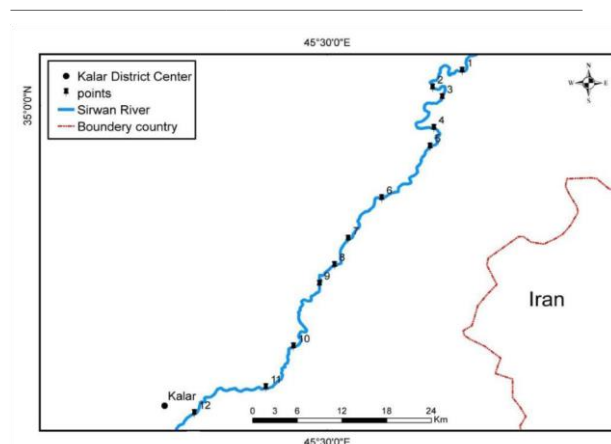 45°30'0"E
35°0'0"N
Kalar District Center
points
Sirwan River
Boundery country
N
W E
S
1
2
3
4
5
6
7
8
9
10
11
12
Iran
Kalar
0 3 6 12 18 24
Km
45°30'0"E